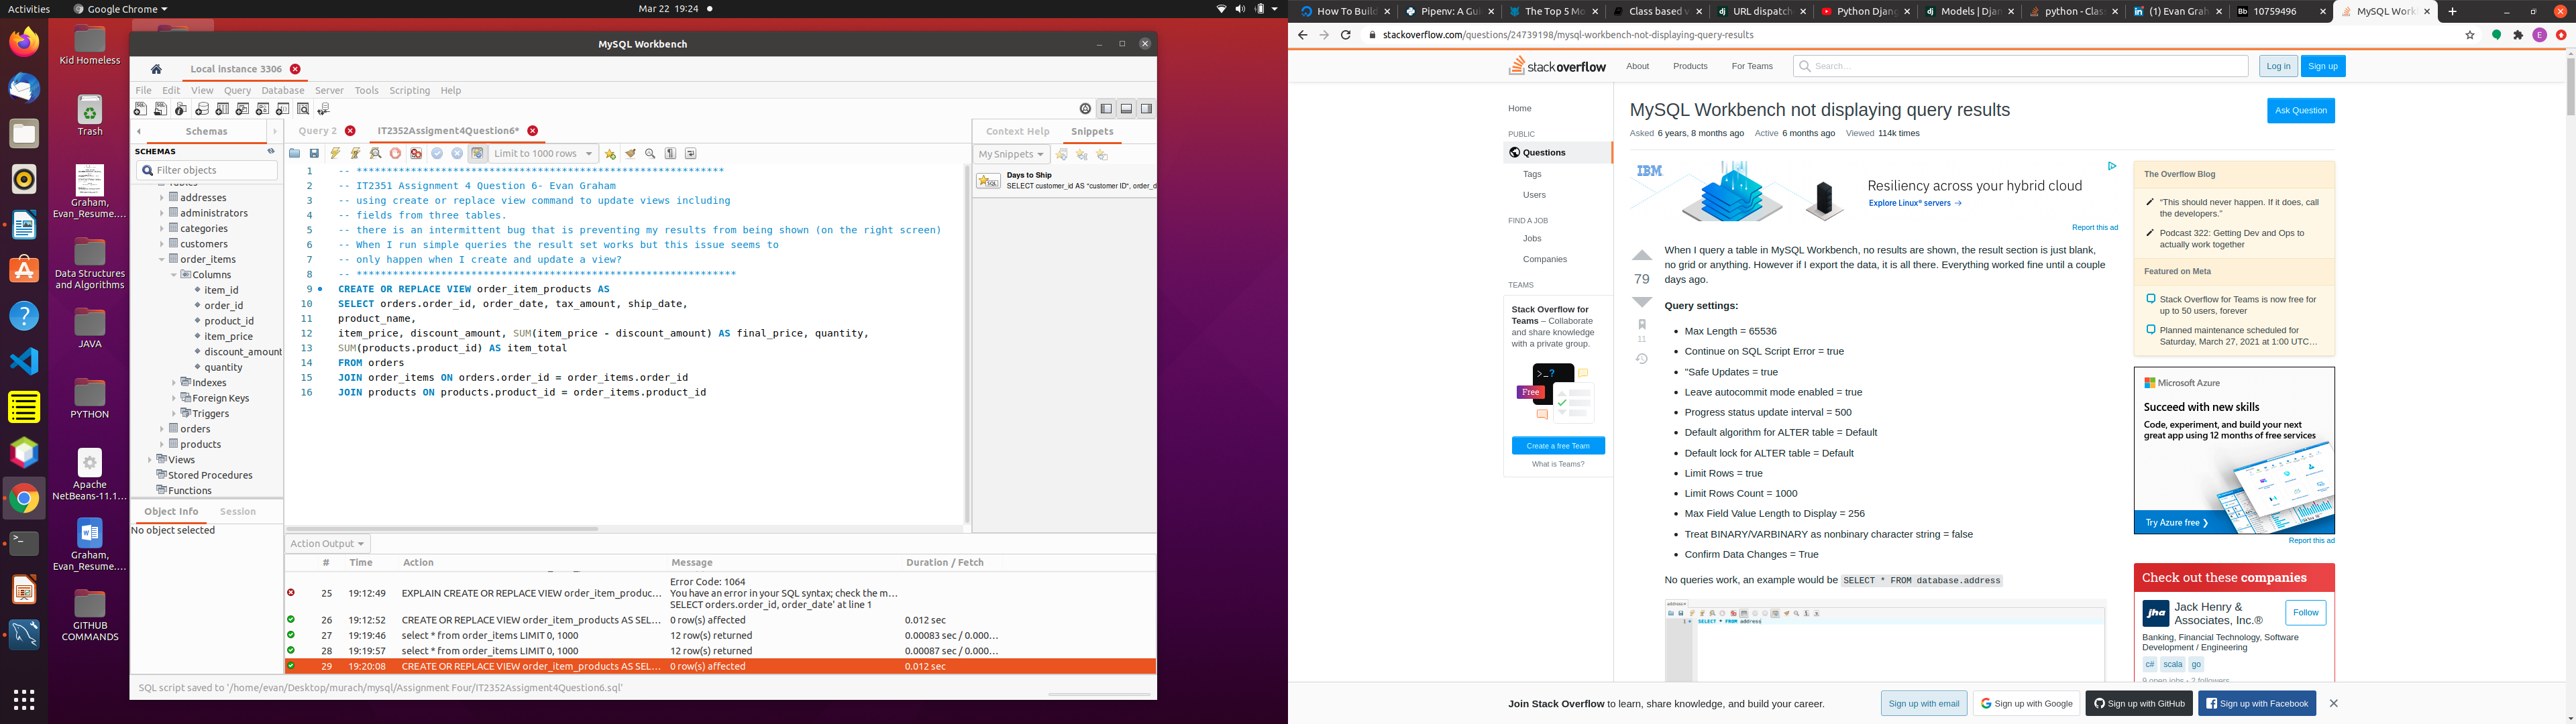 Activities
Google Chrome
Mar 22 19:24
Kid Homeless
Trash
Graham,
Evan_Resume....
Data Structures
and Algorithms
JAVA
PYTHON
Apache
NetBeans-11.1...
Graham,
Evan_Resume....
GITHUB
COMMANDS
MySQL Workbench
Local instance 3306
File Edit View Query Database Server Tools Scripting Help
Schemas
SCHEMAS
Filter objects
addresses
administrators
categories
customers
order_items
Columns
item_id
order_id
product_id
item_price
discount_amount
quantity
Indexes
Foreign Keys
Triggers
orders
products
Views
Stored Procedures
Functions
Object Info Session
No object selected
Query 2
IT2352Assigment4Question6*
Limit to 1000 rows
1 -- *************************************************************
2 -- IT2351 Assignment 4 Question 6- Evan Graham
3 -- using create or replace view command to update views including
4 -- fields from three tables.
5 -- there is an intermittent bug that is preventing my results from being shown (on the right screen)
6 -- When I run simple queries the result set works but this issue seems to
7 -- only happen when I create and update a view?
8 -- ***************************************************************
9 CREATE OR REPLACE VIEW order_item_products AS
10 SELECT orders.order_id, order_date, tax_amount, ship_date,
11 product_name,
12 item_price, discount_amount, SUM(item_price - discount_amount) AS final_price, quantity,
13 SUM(products.product_id) AS item_total
14 FROM orders
15 JOIN order_items ON orders.order_id = order_items.order_id
16 JOIN products ON products.product_id = order_items.product_id
Context Help Snippets
My Snippets
Days to Ship
SELECT customer_id AS "customer ID", order_d
Action Output
# Time Action Message Duration / Fetch
Error Code: 1064
25 19:12:49 EXPLAIN CREATE OR REPLACE VIEW order_item_produc... You have an error in your SQL syntax; check the m...
SELECT orders.order_id, order_date' at line 1
26 19:12:52 CREATE OR REPLACE VIEW order_item_products AS SEL... 0 row(s) affected 0.012 sec
27 19:19:46 select * from order_items LIMIT 0, 1000 12 row(s) returned 0.00083 sec / 0.000...
28 19:19:57 select * from order_items LIMIT 0, 1000 12 row(s) returned 0.00087 sec / 0.000...
29 19:20:08 CREATE OR REPLACE VIEW order_item_products AS SEL... 0 row(s) affected 0.012 sec
SQL script saved to '/home/evan/Desktop/murach/mysql/Assignment Four/IT2352Assigment4Question6.sql'
How To Build
Pipenv: A Gui
The Top 5 Mo
Class based v
URL dispatch
Python Djang
Models | Djan
python - Clas
(1) Evan Grah
10759496
MySQL Work
stackoverflow.com/questions/24739198/mysql-workbench-not-displaying-query-results
E
stack overflow
About Products For Teams
Search...
Log in Sign up
Home
PUBLIC
Questions
Tags
Users
FIND A JOB
Jobs
Companies
TEAMS
Stack Overflow for
Teams – Collaborate
and share knowledge
with a private group.
Free
Create a free Team
What is Teams?
MySQL Workbench not displaying query results
Ask Question
Asked 6 years, 8 months ago Active 6 months ago Viewed 114k times
IBM
Resiliency across your hybrid cloud
Explore Linux® servers →
Report this ad
79
11
When I query a table in MySQL Workbench, no results are shown, the result section is just blank,
no grid or anything. However if I export the data, it is all there. Everything worked fine until a couple
days ago.
Query settings:
Max Length = 65536
Continue on SQL Script Error = true
"Safe Updates = true
Leave autocommit mode enabled = true
Progress status update interval = 500
Default algorithm for ALTER table = Default
Default lock for ALTER table = Default
Limit Rows = true
Limit Rows Count = 1000
Max Field Value Length to Display = 256
Treat BINARY/VARBINARY as nonbinary character string = false
Confirm Data Changes = True
No queries work, an example would be SELECT * FROM database.address
SELECT * FROM address
The Overflow Blog
"This should never happen. If it does, call
the developers."
Podcast 322: Getting Dev and Ops to
actually work together
Featured on Meta
Stack Overflow for Teams is now free for
up to 50 users, forever
Planned maintenance scheduled for
Saturday, March 27, 2021 at 1:00 UTC...
Microsoft Azure
Succeed with new skills
Code, experiment, and build your next
great app using 12 months of free services
Try Azure free ❯
Report this ad
Check out these companies
jha
Jack Henry &
Associates, Inc.®
Follow
Banking, Financial Technology, Software
Development / Engineering
c# scala go
9 open jobs · 2 followers
Join Stack Overflow to learn, share knowledge, and build your career.
Sign up with email
Sign up with Google
Sign up with GitHub
Sign up with Facebook